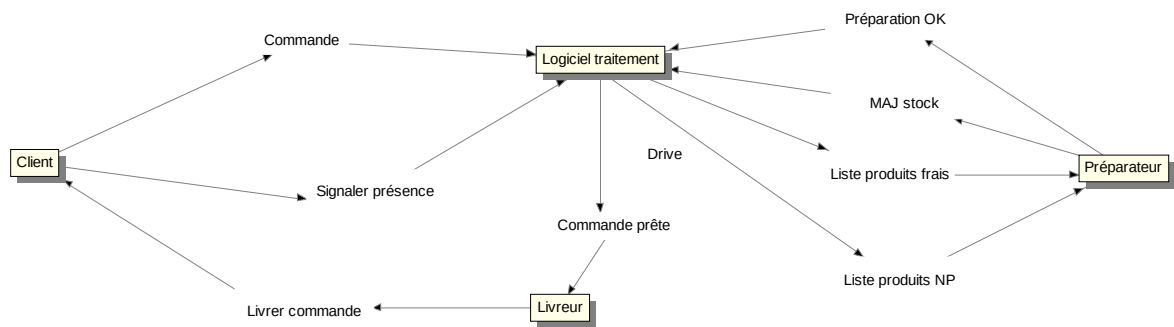 Préparation OK
Commande
Logiciel traitement
MAJ stock
Drive
Client
Préparateur
Liste produits frais
Signaler présence
Commande prête
Liste produits NP
Livreur
Livrer commande